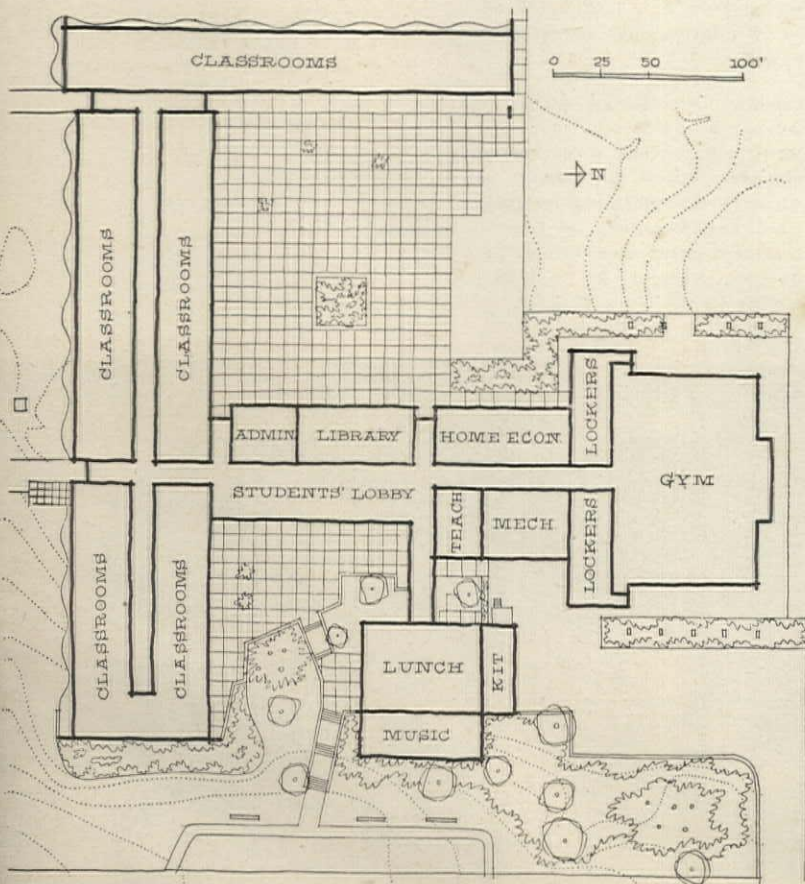 CLASSROOMS
0 25 50 100'
N
CLASSROOMS
CLASSROOMS
LOCKERS
ADMIN
LIBRARY
HOME ECON.
GYM
STUDENTS' LOBBY
TEACH
MECH
LOCKERS
CLASSROOMS
CLASSROOMS
LUNCH
KIT
MUSIC